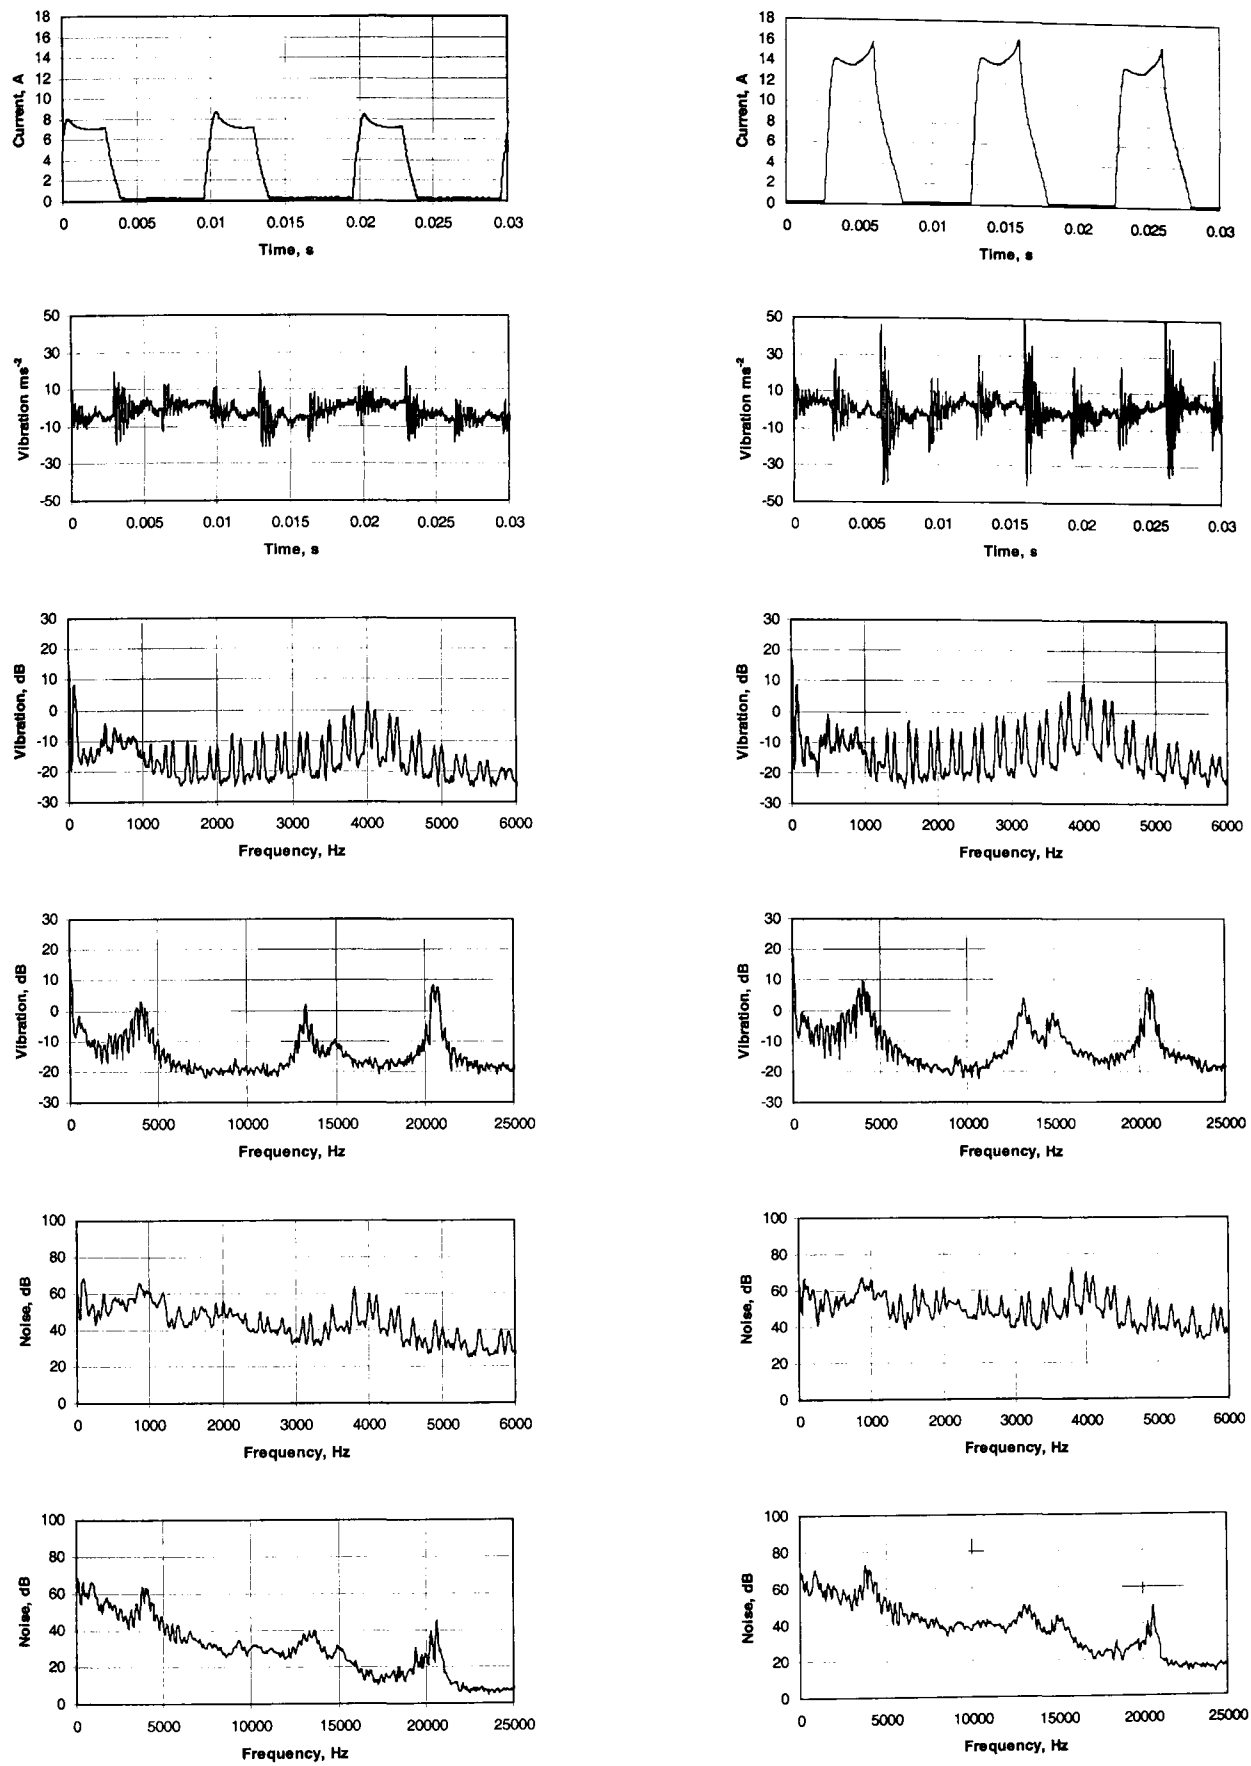 18
16
14
12
10
8
6
4
2
0
Current, A
0 0.005 0.01 0.015 0.02 0.025 0.03
Time, s
18
16
14
12
10
8
6
4
2
0
Current, A
0 0.005 0.01 0.015 0.02 0.025 0.03
Time, s
50
30
10
-10
-30
-50
Vibration ms-2
0 0.005 0.01 0.015 0.02 0.025 0.03
Time, s
50
30
10
-10
-30
-50
Vibration ms-2
0 0.005 0.01 0.015 0.02 0.025 0.03
Time, s
30
20
10
0
-10
-20
-30
Vibration, dB
0 1000 2000 3000 4000 5000 6000
Frequency, Hz
30
20
10
0
-10
-20
-30
Vibration, dB
0 1000 2000 3000 4000 5000 6000
Frequency, Hz
30
20
10
0
-10
-20
-30
Vibration, dB
0 5000 10000 15000 20000 25000
Frequency, Hz
30
20
10
0
-10
-20
-30
Vibration, dB
0 5000 10000 15000 20000 25000
Frequency, Hz
100
80
60
40
20
0
Noise, dB
0 1000 2000 3000 4000 5000 6000
Frequency, Hz
100
80
60
40
20
0
Noise, dB
0 1000 2000 3000 4000 5000 6000
Frequency, Hz
100
80
60
40
20
0
Noise, dB
0 5000 10000 15000 20000 25000
Frequency, Hz
100
80
60
40
20
0
Noise, dB
0 5000 10000 15000 20000 25000
Frequency, Hz